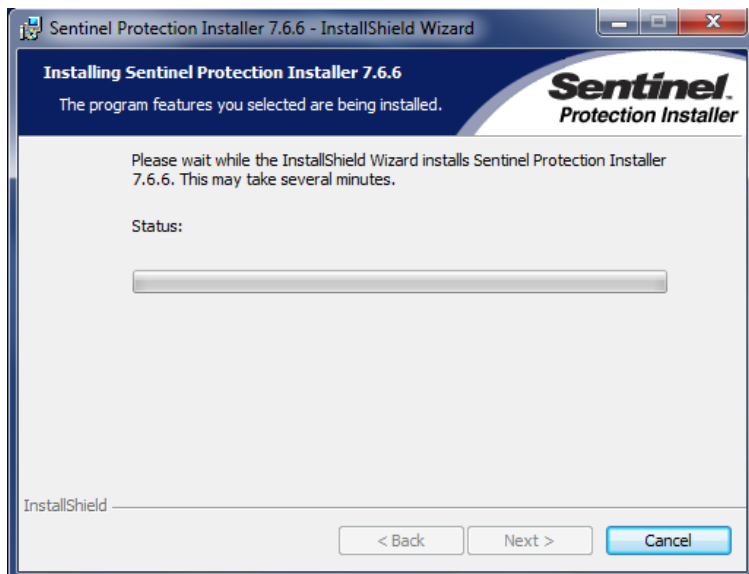 Sentinel Protection Installer 7.6.6 - InstallShield Wizard
Installing Sentinel Protection Installer 7.6.6
The program features you selected are being installed.
Sentinel™
Protection Installer
Please wait while the InstallShield Wizard installs Sentinel Protection Installer
7.6.6. This may take several minutes.
Status:
InstallShield
< Back
Next >
Cancel